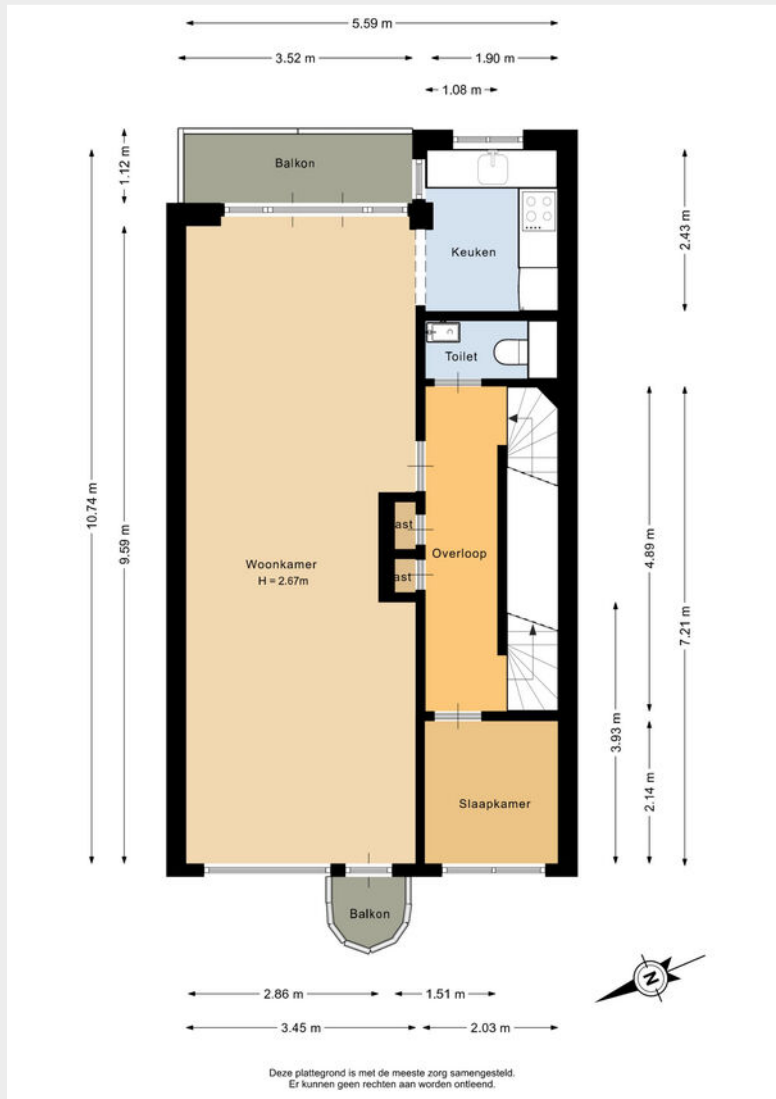 5.59 m
3.52 m
1.90 m
1.08 m
1.12 m
Balkon
2.43 m
Keuken
Toilet
10.74 m
9.59 m
ast
Overloop
4.89 m
Woonkamer
H = 2.67m
ast
7.21 m
3.93 m
2.14 m
Slaapkamer
Balkon
N
2.86 m
1.51 m
3.45 m
2.03 m
Deze plattegrond is met de meeste zorg samengesteld.
Er kunnen geen rechten aan worden ontleend.